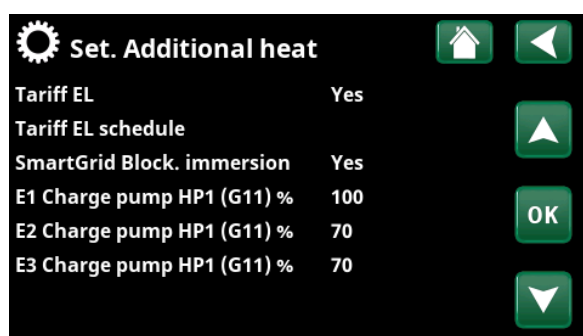 Set. Additional heat
Tariff EL Yes
Tariff EL schedule
SmartGrid Block. immersion Yes
E1 Charge pump HP1 (G11) % 100
E2 Charge pump HP1 (G11) % 70
E3 Charge pump HP1 (G11) % 70
OK